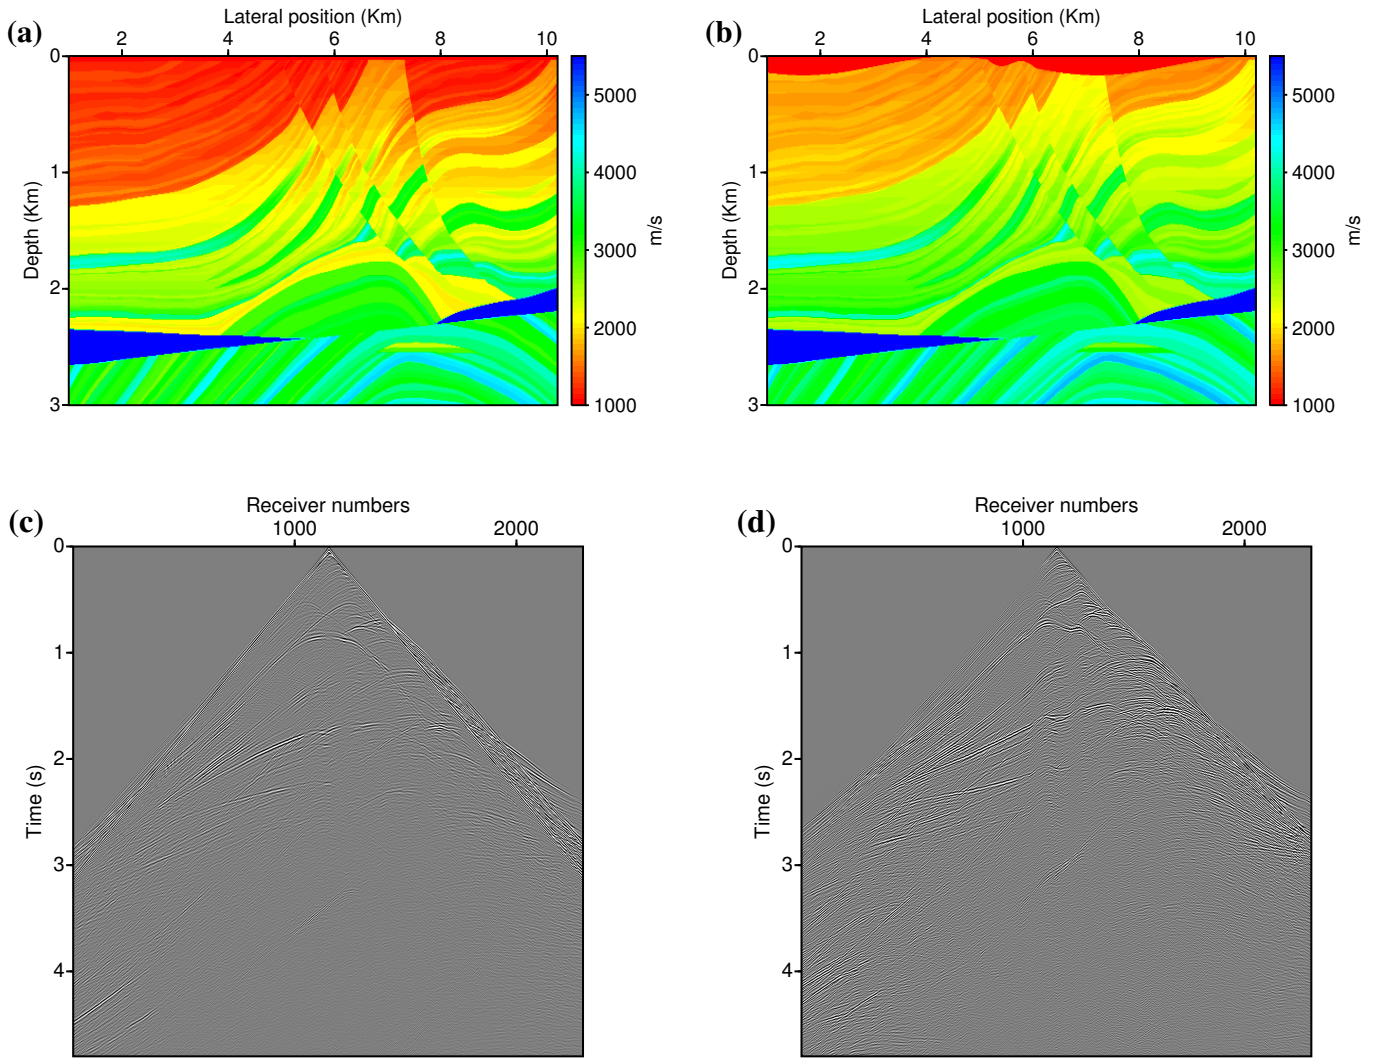 (a)
Lateral position (Km)
2 4 6 8 10
0
1
2
3
Depth (Km)
5000
4000
3000
2000
1000
m/s
(b)
Lateral position (Km)
2 4 6 8 10
0
1
2
3
Depth (Km)
5000
4000
3000
2000
1000
m/s
(c)
Receiver numbers
1000 2000
0
1
2
3
4
Time (s)
(d)
Receiver numbers
1000 2000
0
1
2
3
4
Time (s)